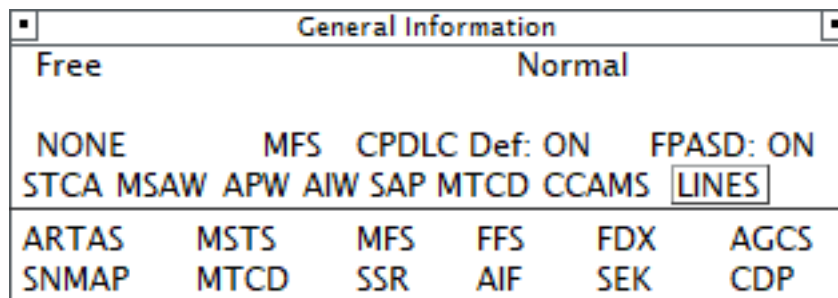 General Information
Free Normal
NONE MFS CPDLC Def: ON FPASD: ON
STCA MSAW APW AIW SAP MTCD CCAMS LINES
ARTAS MSTS MFS FFS FDX AGCS
SNMAP MTCD SSR AIF SEK CDP